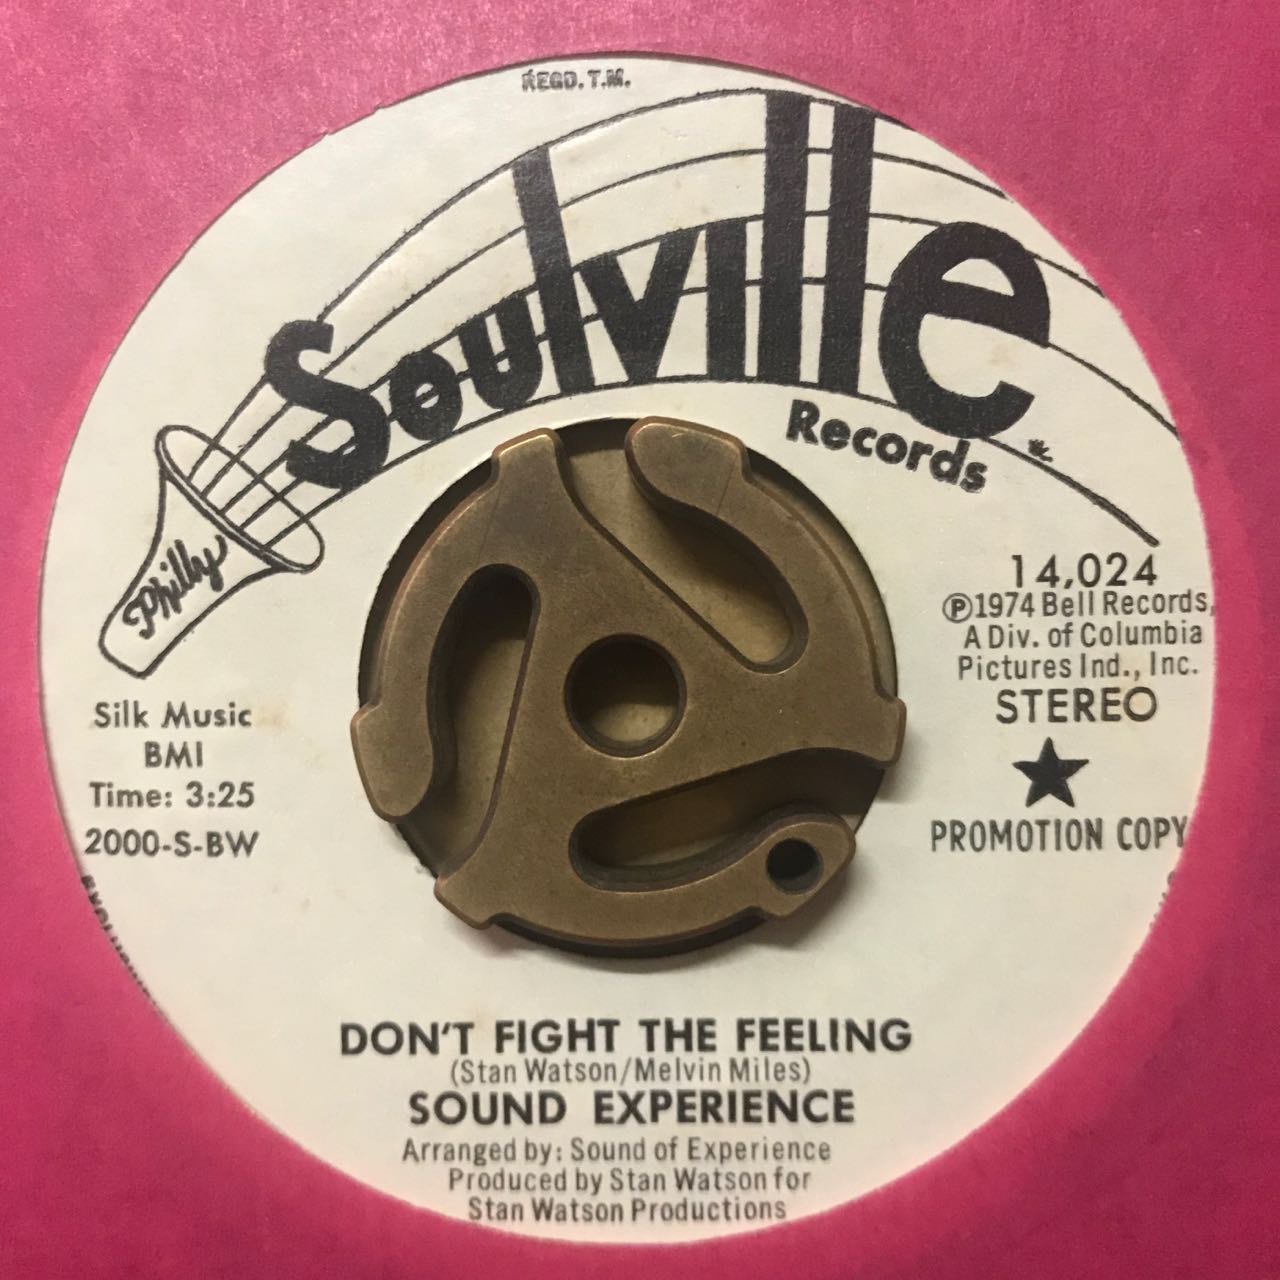 REGD. T.M.
Soulville
Records
Philly
14,024
℗1974 Bell Records,
A Div. of Columbia
Pictures Ind., Inc.
STEREO
PROMOTION COPY
Silk Music
BMI
Time: 3:25
2000-S-BW
DON'T FIGHT THE FEELING
(Stan Watson/Melvin Miles)
SOUND EXPERIENCE
Arranged by: Sound of Experience
Produced by Stan Watson for
Stan Watson Productions